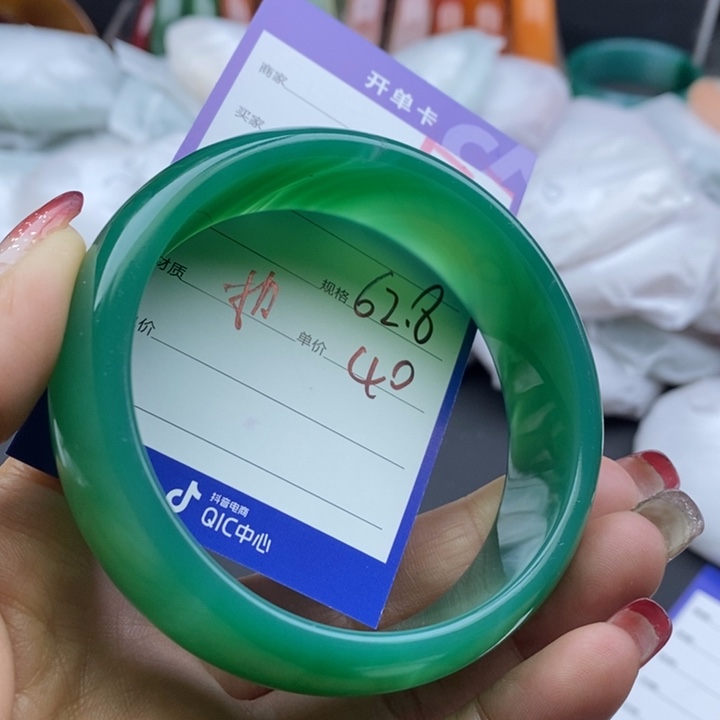 开单卡
商家
买家
材质
规格 62.8
价
单价 40
抖音电商
QIC中心